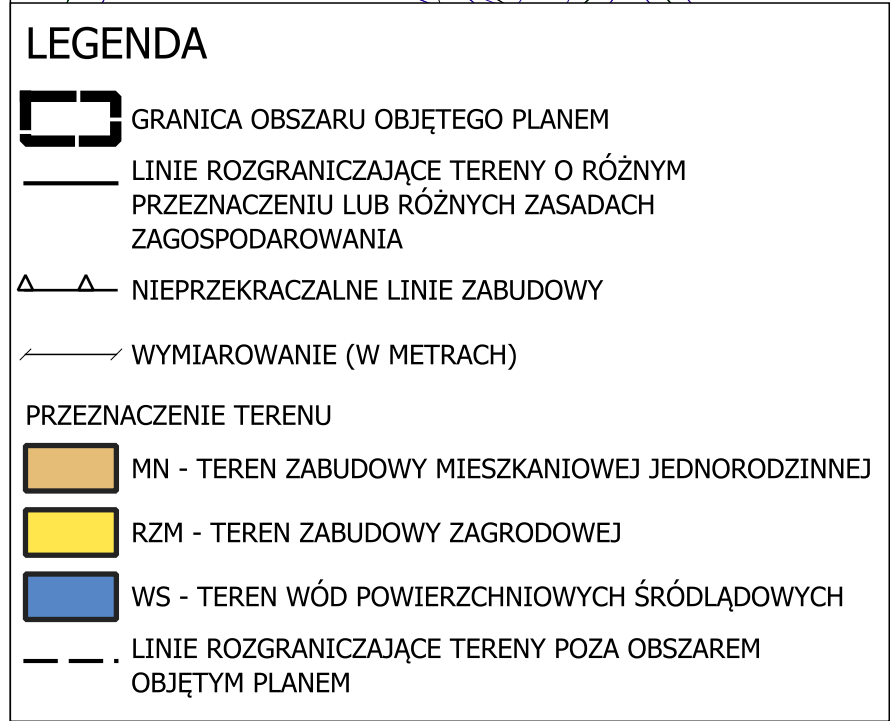 LEGENDA
GRANICA OBSZARU OBJĘTEGO PLANEM
LINIE ROZGRANICZAJĄCE TERENY O RÓŻNYM
PRZEZNACZENIU LUB RÓŻNYCH ZASADACH
ZAGOSPODAROWANIA
NIEPRZEKRACZALNE LINIE ZABUDOWY
WYMIAROWANIE (W METRACH)
PRZEZNACZENIE TERENU
MN - TEREN ZABUDOWY MIESZKANIOWEJ JEDNORODZINNEJ
RZM - TEREN ZABUDOWY ZAGRODOWEJ
WS - TEREN WÓD POWIERZCHNIOWYCH ŚRÓDLĄDOWYCH
LINIE ROZGRANICZAJĄCE TERENY POZA OBSZAREM
OBJĘTYM PLANEM